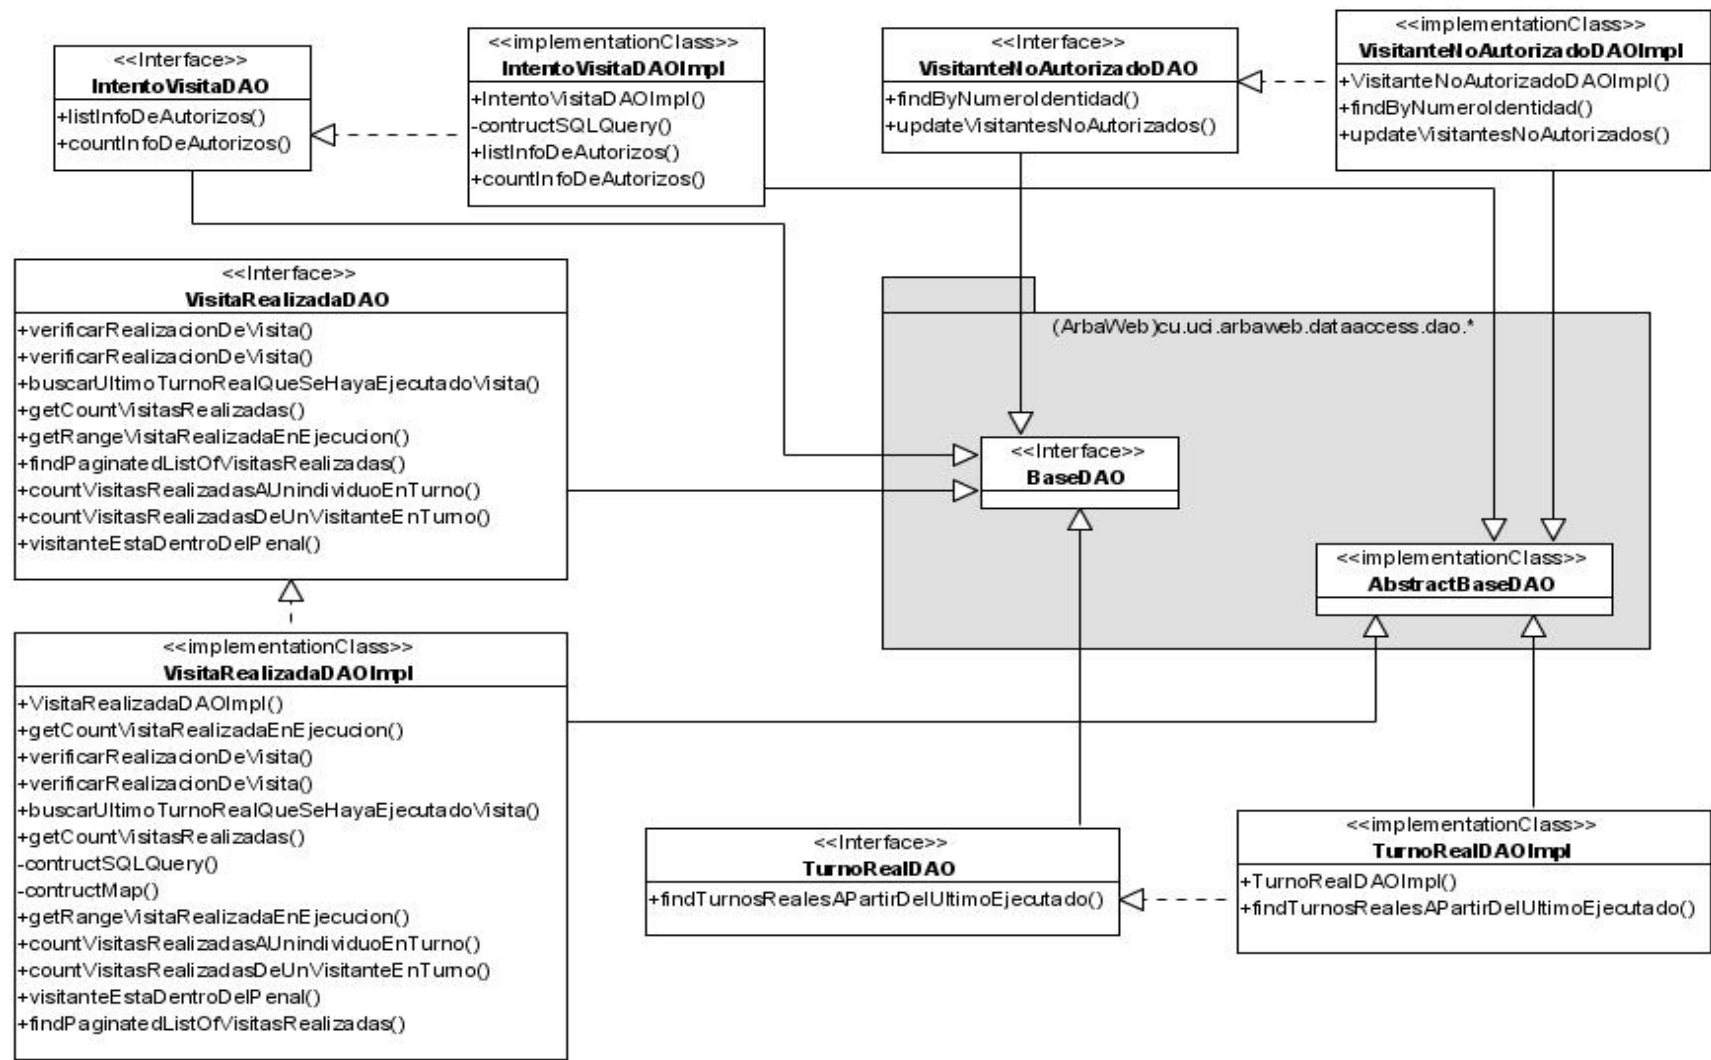 <<Interface>>
IntentoVisitaDAO
+listInfoDeAutorizos()
+countInfoDeAutorizos()
<<implementationClass>>
IntentoVisitaDAOImpl
+IntentoVisitaDAOImpl()
-contructSQLQuery()
+listInfoDeAutorizos()
+countInfoDeAutorizos()
<<Interface>>
VisitanteNoAutorizadoDAO
+findByNumeroIdentidad()
+updateVisitantesNoAutorizados()
<<implementationClass>>
VisitanteNoAutorizadoDAOImpl
+VisitanteNoAutorizadoDAOImpl()
+findByNumeroIdentidad()
+updateVisitantesNoAutorizados()
<<Interface>>
VisitaRealizadaDAO
+verificarRealizacionDeVisita()
+verificarRealizacionDeVisita()
+buscarUltimoTurnoRealQueSeHayaEjecutadoVisita()
+getCountVisitasRealizadas()
+getRangeVisitaRealizadaEnEjecucion()
+findPaginatedListOfVisitasRealizadas()
+countVisitasRealizadasAUnindividuoEnTurno()
+countVisitasRealizadasDeUnVisitanteEnTurno()
+visitanteEstaDentroDelPenal()
(ArbaWeb)cu.uci.arbaweb.dataaccess.dao.*
<<Interface>>
BaseDAO
<<implementationClass>>
AbstractBaseDAO
<<implementationClass>>
VisitaRealizadaDAOImpl
+VisitaRealizadaDAOImpl()
+getCountVisitaRealizadaEnEjecucion()
+verificarRealizacionDeVisita()
+verificarRealizacionDeVisita()
+buscarUltimoTurnoRealQueSeHayaEjecutadoVisita()
+getCountVisitasRealizadas()
-contructSQLQuery()
-contructMap()
+getRangeVisitaRealizadaEnEjecucion()
+countVisitasRealizadasAUnindividuoEnTurno()
+countVisitasRealizadasDeUnVisitanteEnTurno()
+visitanteEstaDentroDelPenal()
+findPaginatedListOfVisitasRealizadas()
<<Interface>>
TurnoRealDAO
+findTurnosRealesAPartirDelUltimoEjecutado()
<<implementationClass>>
TurnoRealDAOImpl
+TurnoRealDAOImpl()
+findTurnosRealesAPartirDelUltimoEjecutado()